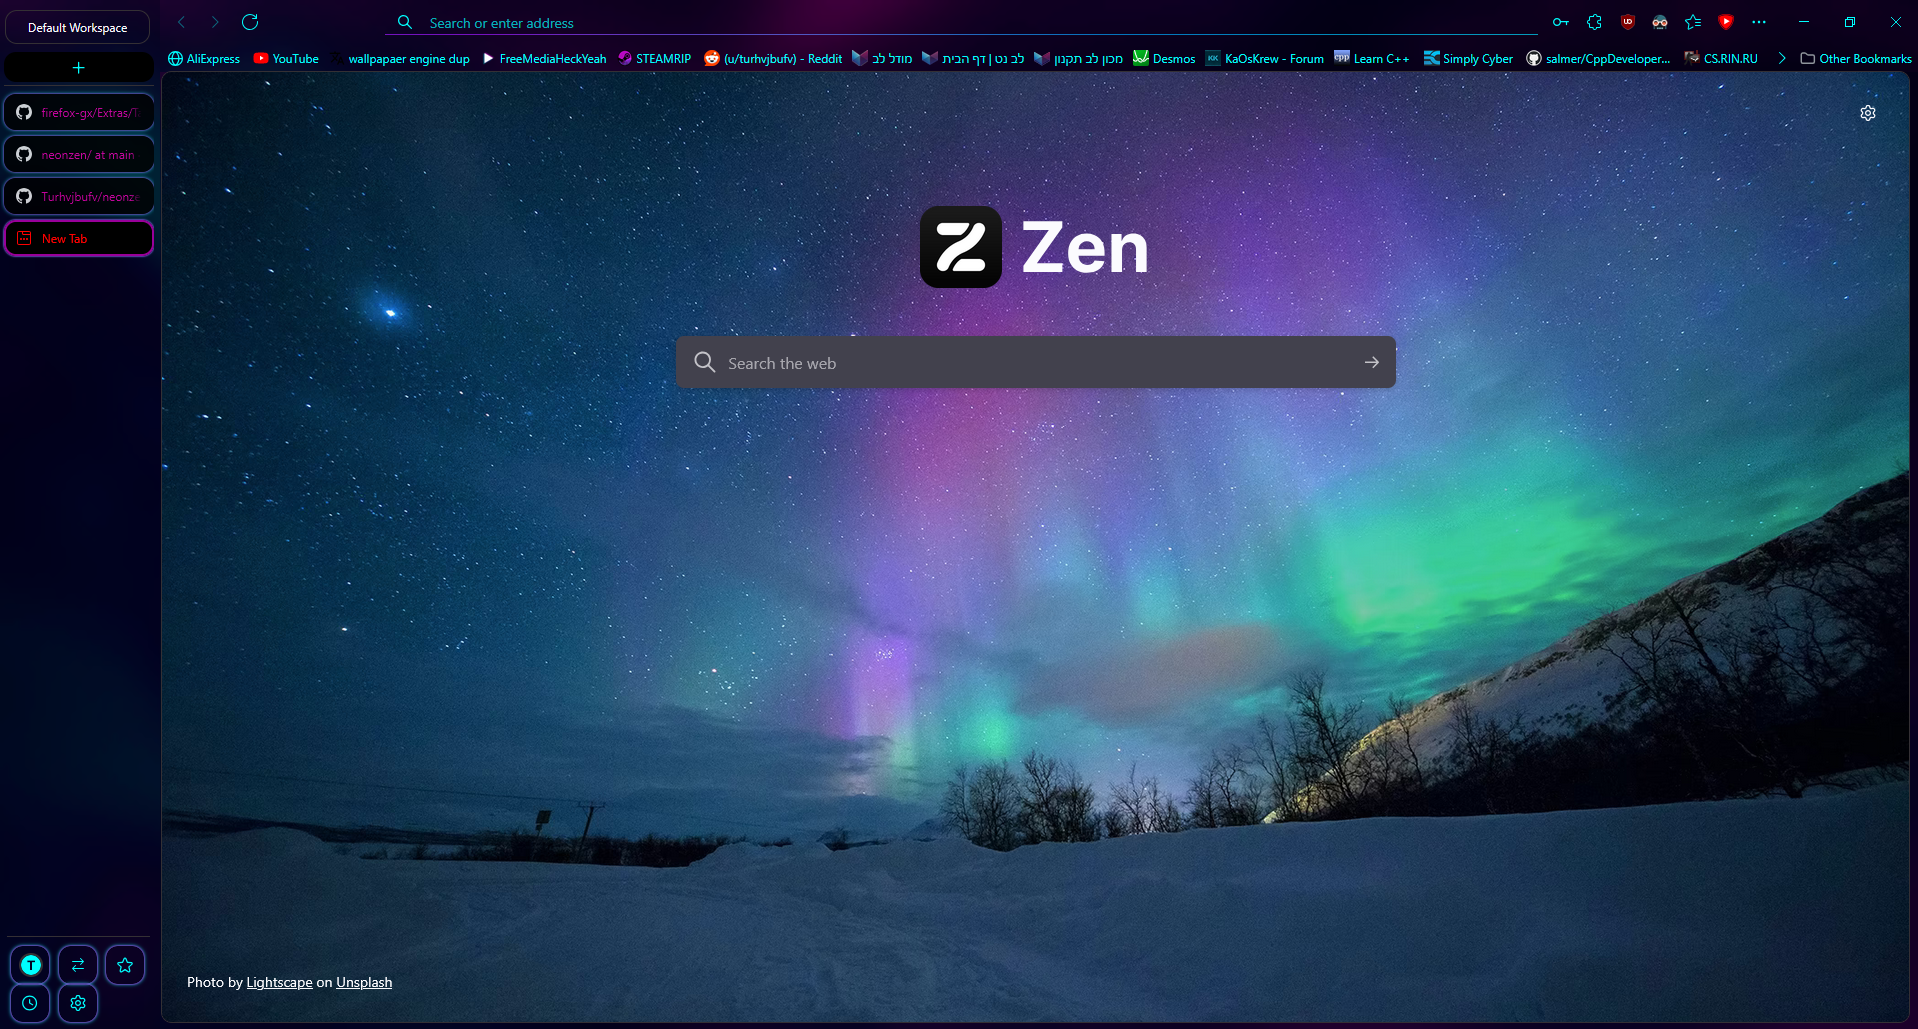 Default Workspace
Search or enter address
AliExpress
YouTube
wallpapaer engine dup
FreeMediaHeckYeah
STEAMRIP
(u/turhvjbufv) - Reddit
מודל לב
לב נט | דף הבית
מכון לב תקנון
Desmos
KaOsKrew - Forum
Learn C++
Simply Cyber
salmer/CppDeveloper...
CS.RIN.RU
Other Bookmarks
firefox-gx/Extras/T
neonzen/ at main
Turhvjbufv/neonze
New Tab
Zen
Search the web
Photo by Lightscape on Unsplash
T